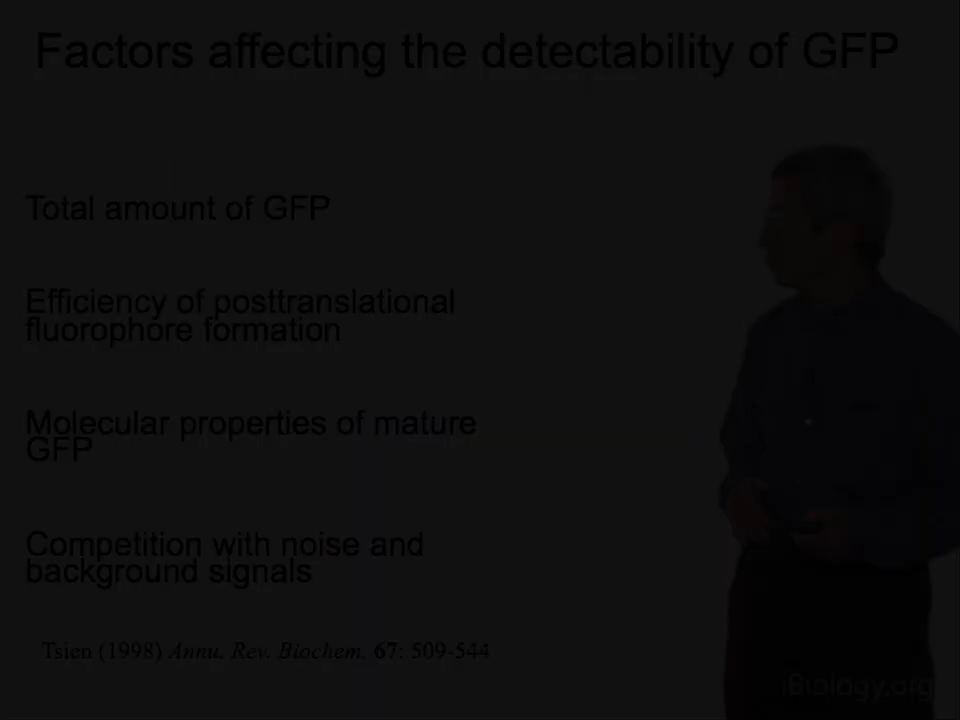 Factors affecting the detectability of GFP
Total amount of GFP
Efficiency of posttranslational
fluorophore formation
Molecular properties of mature
GFP
Competition with noise and
background signals
Tsien (1998) Annu. Rev. Biochem. 67: 509-544
iBiology.org